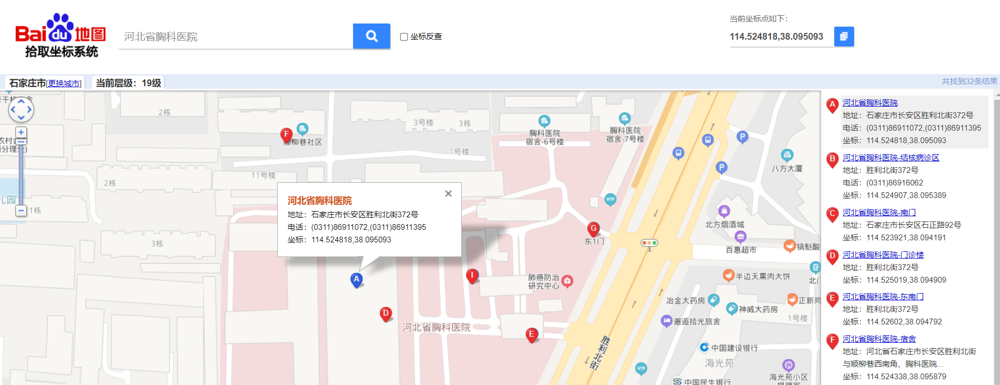 Bai du 地图
拾取坐标系统
河北省胸科医院
坐标反查
当前坐标点如下：
114.524818,38.095093
石家庄市[更换城市]
当前层级：19级
共找到32条结果
2栋
3号楼
3栋
顺柳巷社区
F
胸科医院
宿舍-6号楼
胸科医院
宿舍-7号楼
1号楼
11号楼
2栋
八方大厦
P
P
儿园
1栋
ATM
河北省胸科医院
地址：石家庄市长安区胜利北街372号
电话：(0311)86911072,(0311)86911395
坐标：114.524818,38.095093
北方烟酒城
G
东1门
3栋
百惠超市
锅魁酸
A
I
肺癌防治
研究中心
半边天熏肉大饼
北门
冶金大药房
正新鸡
神威大药房
1号楼
D
河北省胸科医院
邂逅拾光旅舍
E
胜利北街
中国建设银行
海光苑
ATM
海光苑小区
中国民生银行
A
河北省胸科医院
地址：石家庄市长安区胜利北街372号
电话：(0311)86911072,(0311)86911395
坐标：114.524818,38.095093
B
河北省胸科医院-结核病诊区
地址：胜利北街372号
电话：(0311)86916062
坐标：114.524907,38.095389
C
河北省胸科医院-南门
地址：石家庄市长安区石正路92号
坐标：114.523921,38.094191
D
河北省胸科医院-门诊楼
地址：胜利北街372号
坐标：114.525019,38.094909
E
河北省胸科医院-东南门
地址：胜利北街372号
坐标：114.52602,38.094792
F
河北省胸科医院-宿舍
地址：河北省石家庄市长安区胜利北街
与顺柳巷西南角、胸科医院...
坐标：114.524338,38.095879